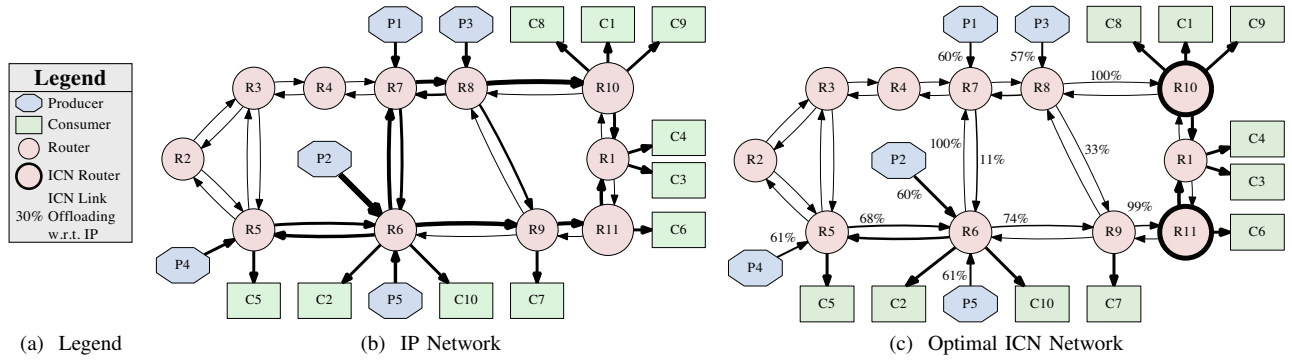 Legend
Producer
Consumer
Router
ICN Router
ICN Link
30% Offloading
w.r.t. IP
(a) Legend
P1
P3
C8
C1
C9
R3
R4
R7
R8
R10
R2
P2
R1
C4
C3
R5
R6
R9
R11
C6
P4
C5
C2
P5
C10
C7
(b) IP Network
P1
P3
C8
C1
C9
60%
57%
R3
R4
R7
R8
100%
R10
R2
P2
100%
11%
33%
R1
C4
C3
60%
R5
68%
R6
74%
R9
99%
R11
C6
61%
P4
61%
C5
C2
P5
C10
C7
(c) Optimal ICN Network